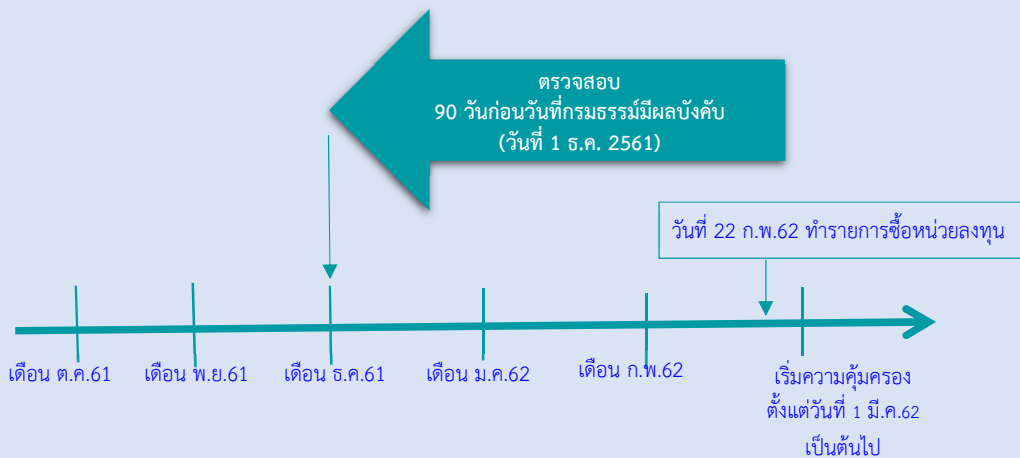 ตรวจสอบ
90 วันก่อนวันที่กรมธรรม์มีผลบังคับ
(วันที่ 1 ธ.ค. 2561)
วันที่ 22 ก.พ.62 ทำรายการซื้อหน่วยลงทุน
เดือน ต.ค.61
เดือน พ.ย.61
เดือน ธ.ค.61
เดือน ม.ค.62
เดือน ก.พ.62
เริ่มความคุ้มครอง
ตั้งแต่วันที่ 1 มี.ค.62
เป็นต้นไป